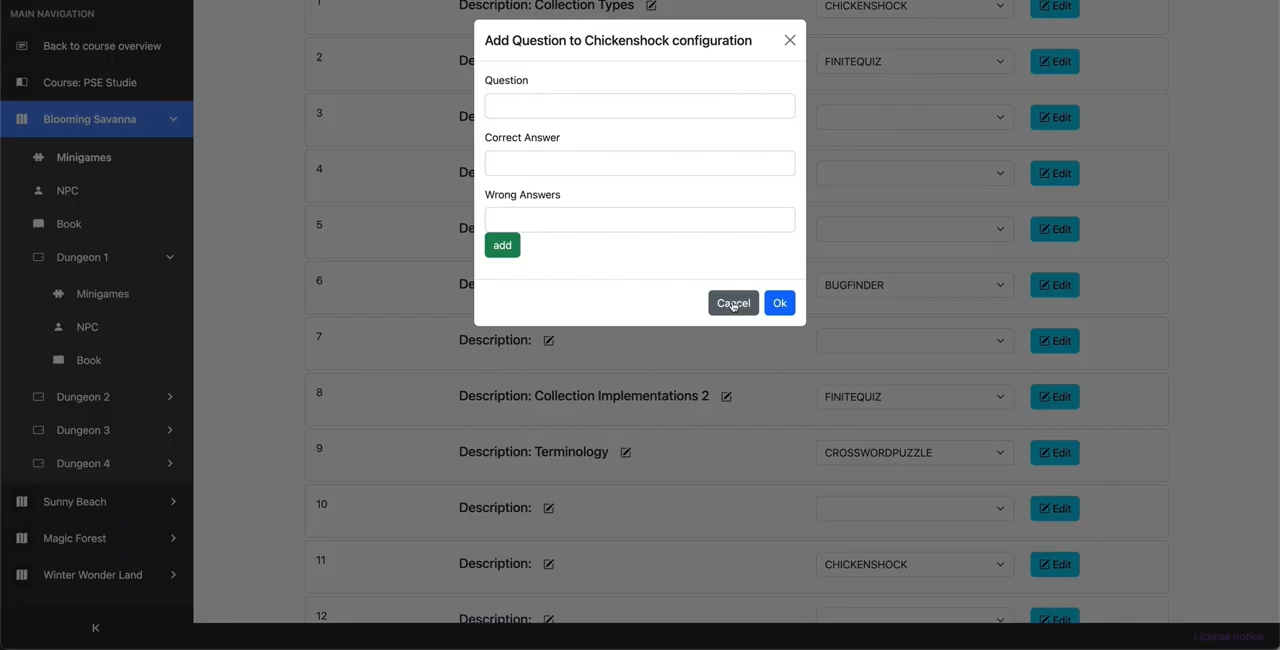 MAIN NAVIGATION
Back to course overview
Course: PSE Studie
Blooming Savanna
Minigames
NPC
Book
Dungeon 1
Minigames
NPC
Book
Dungeon 2
Dungeon 3
Dungeon 4
Sunny Beach
Magic Forest
Winter Wonder Land
Add Question to Chickenshock configuration
Question
Correct Answer
Wrong Answers
add
Cancel
Ok
1 Description: Collection Types CHICKENSHOCK Edit
2 De FINITEQUIZ Edit
3 De Edit
4 De Edit
5 De Edit
6 De BUGFINDER Edit
7 Description: Edit
8 Description: Collection Implementations 2 FINITEQUIZ Edit
9 Description: Terminology CROSSWORDPUZZLE Edit
10 Description: Edit
11 Description: CHICKENSHOCK Edit
12 Description: Edit
License notice